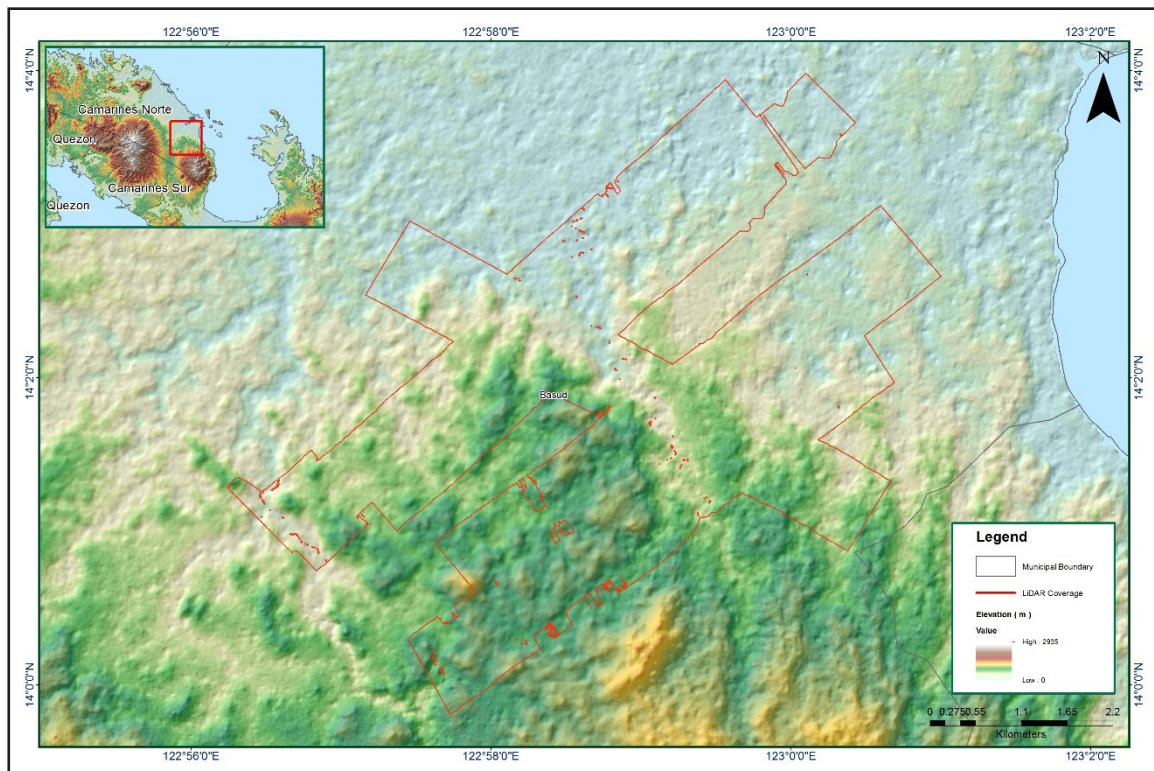 122°56'0"E
122°58'0"E
123°0'0"E
123°2'0"E
14°4'0"N
14°4'0"N
N
Camarines Norte
Quezon
Camarines Sur
Quezon
14°2'0"N
14°2'0"N
Basud
Legend
Municipal Boundary
LiDAR Coverage
Elevation ( m )
Value
High : 2935
Low : 0
14°0'0"N
14°0'0"N
0 0.275 0.55 1.1 1.65 2.2
Kilometers
122°56'0"E
122°58'0"E
123°0'0"E
123°2'0"E